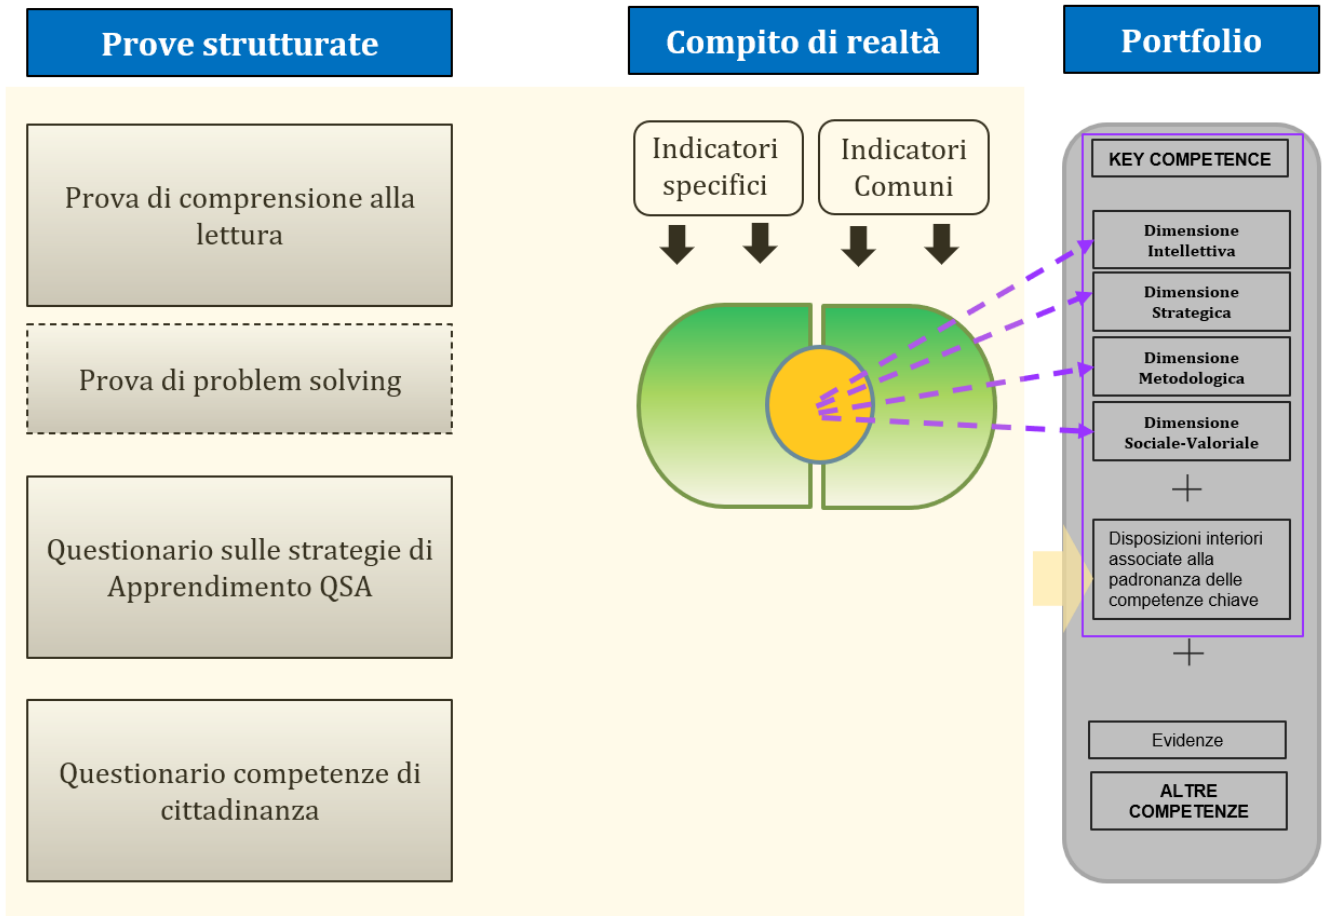 Prove strutturate
Compito di realtà
Portfolio
Prova di comprensione alla
lettura
Prova di problem solving
Questionario sulle strategie di
Apprendimento QSA
Questionario competenze di
cittadinanza
Indicatori
specifici
Indicatori
Comuni
KEY COMPETENCE
Dimensione
Intellettiva
Dimensione
Strategica
Dimensione
Metodologica
Dimensione
Sociale-Valoriale
+
Disposizioni interiori
associate alla
padronanza delle
competenze chiave
+
Evidenze
ALTRE
COMPETENZE